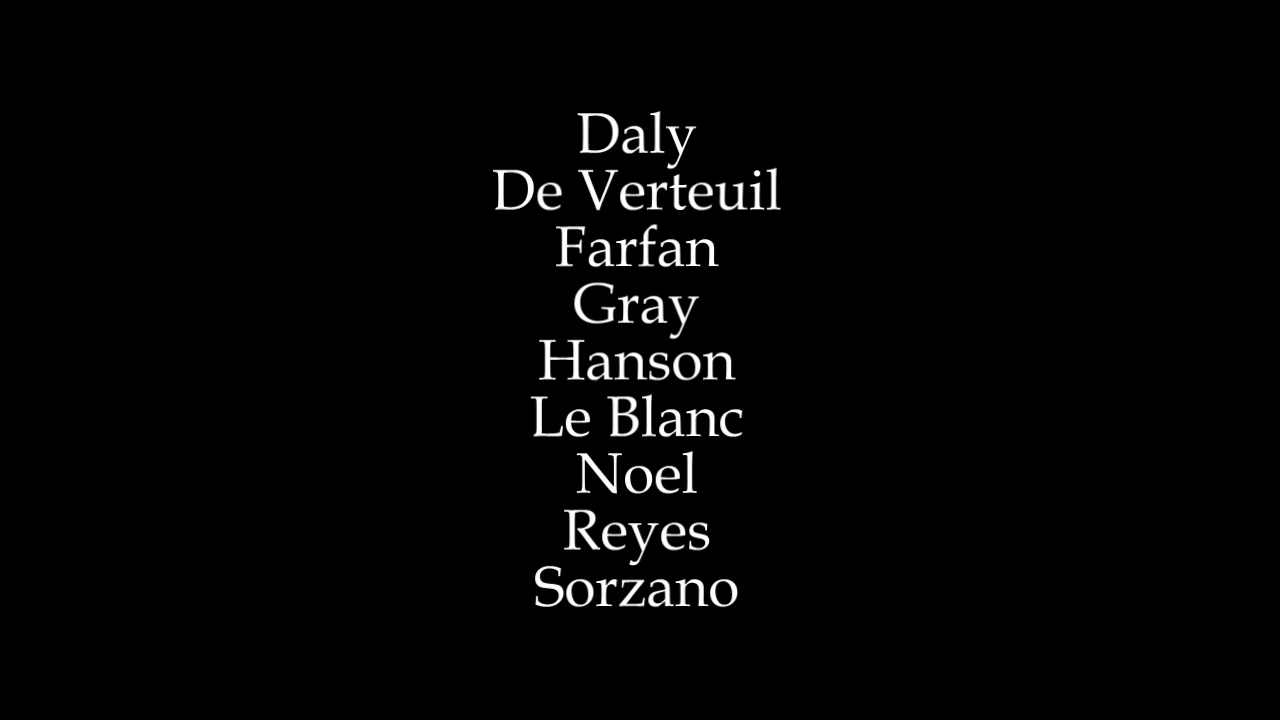 Daly
De Verteuil
Farfan
Gray
Hanson
Le Blanc
Noel
Reyes
Sorzano